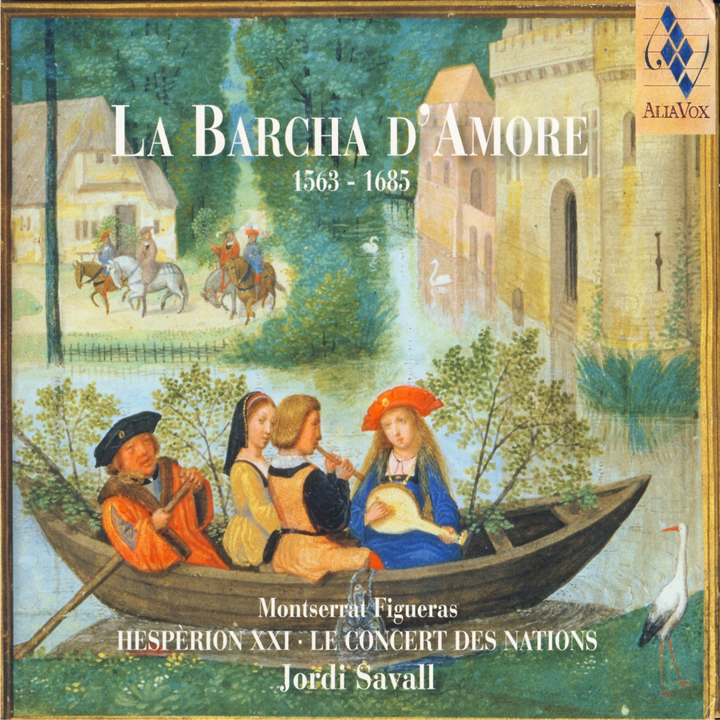 ALIAVOX
LA BARCHA D'AMORE
1563 - 1685
Montserrat Figueras
HESPÈRION XXI · LE CONCERT DES NATIONS
Jordi Savall